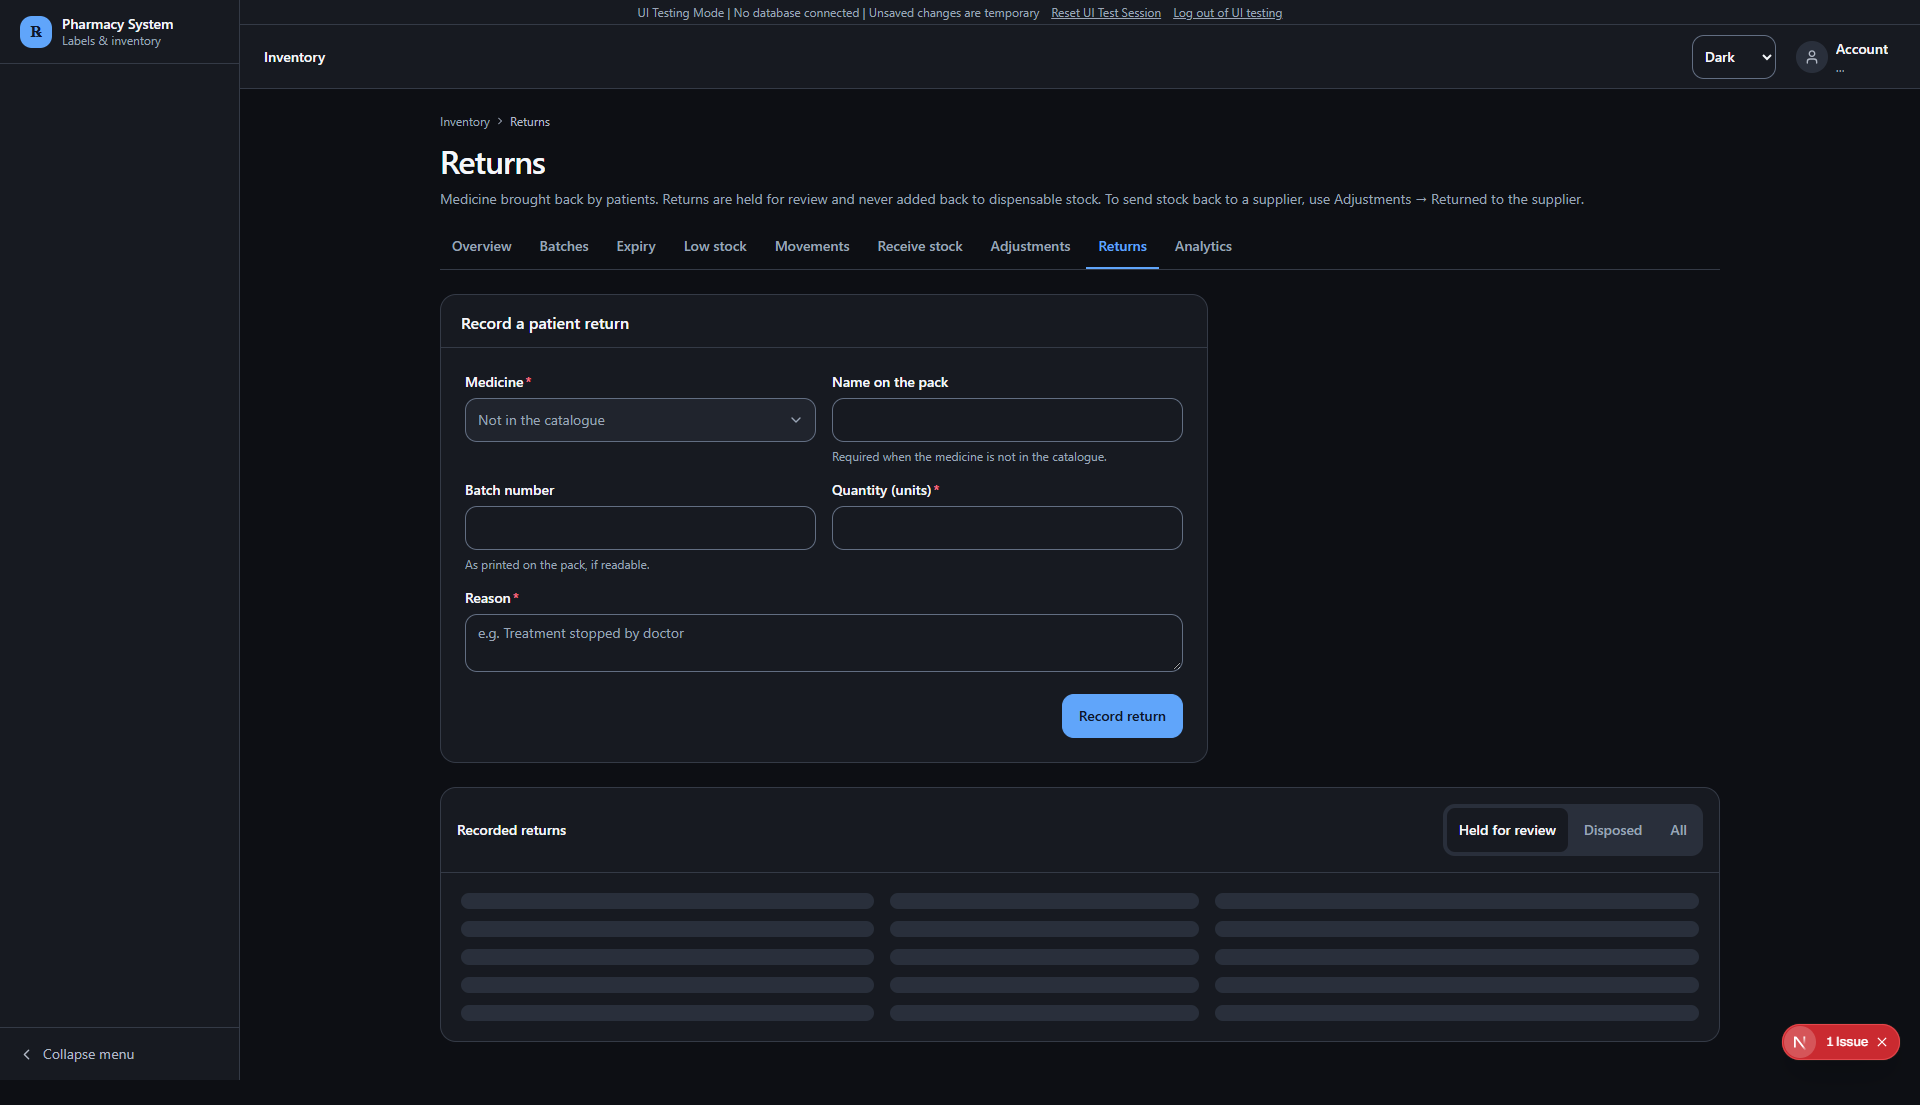 UI Testing Mode | No database connected | Unsaved changes are temporary Reset UI Test Session Log out of UI testing
Pharmacy System
Labels & inventory
Inventory
Dark
Account
...
Inventory > Returns
Returns
Medicine brought back by patients. Returns are held for review and never added back to dispensable stock. To send stock back to a supplier, use Adjustments → Returned to the supplier.
Overview Batches Expiry Low stock Movements Receive stock Adjustments Returns Analytics
Record a patient return
Medicine* Name on the pack
Not in the catalogue
Required when the medicine is not in the catalogue.
Batch number Quantity (units)*
As printed on the pack, if readable.
Reason*
e.g. Treatment stopped by doctor
Record return
Recorded returns Held for review Disposed All
Collapse menu
N 1 Issue